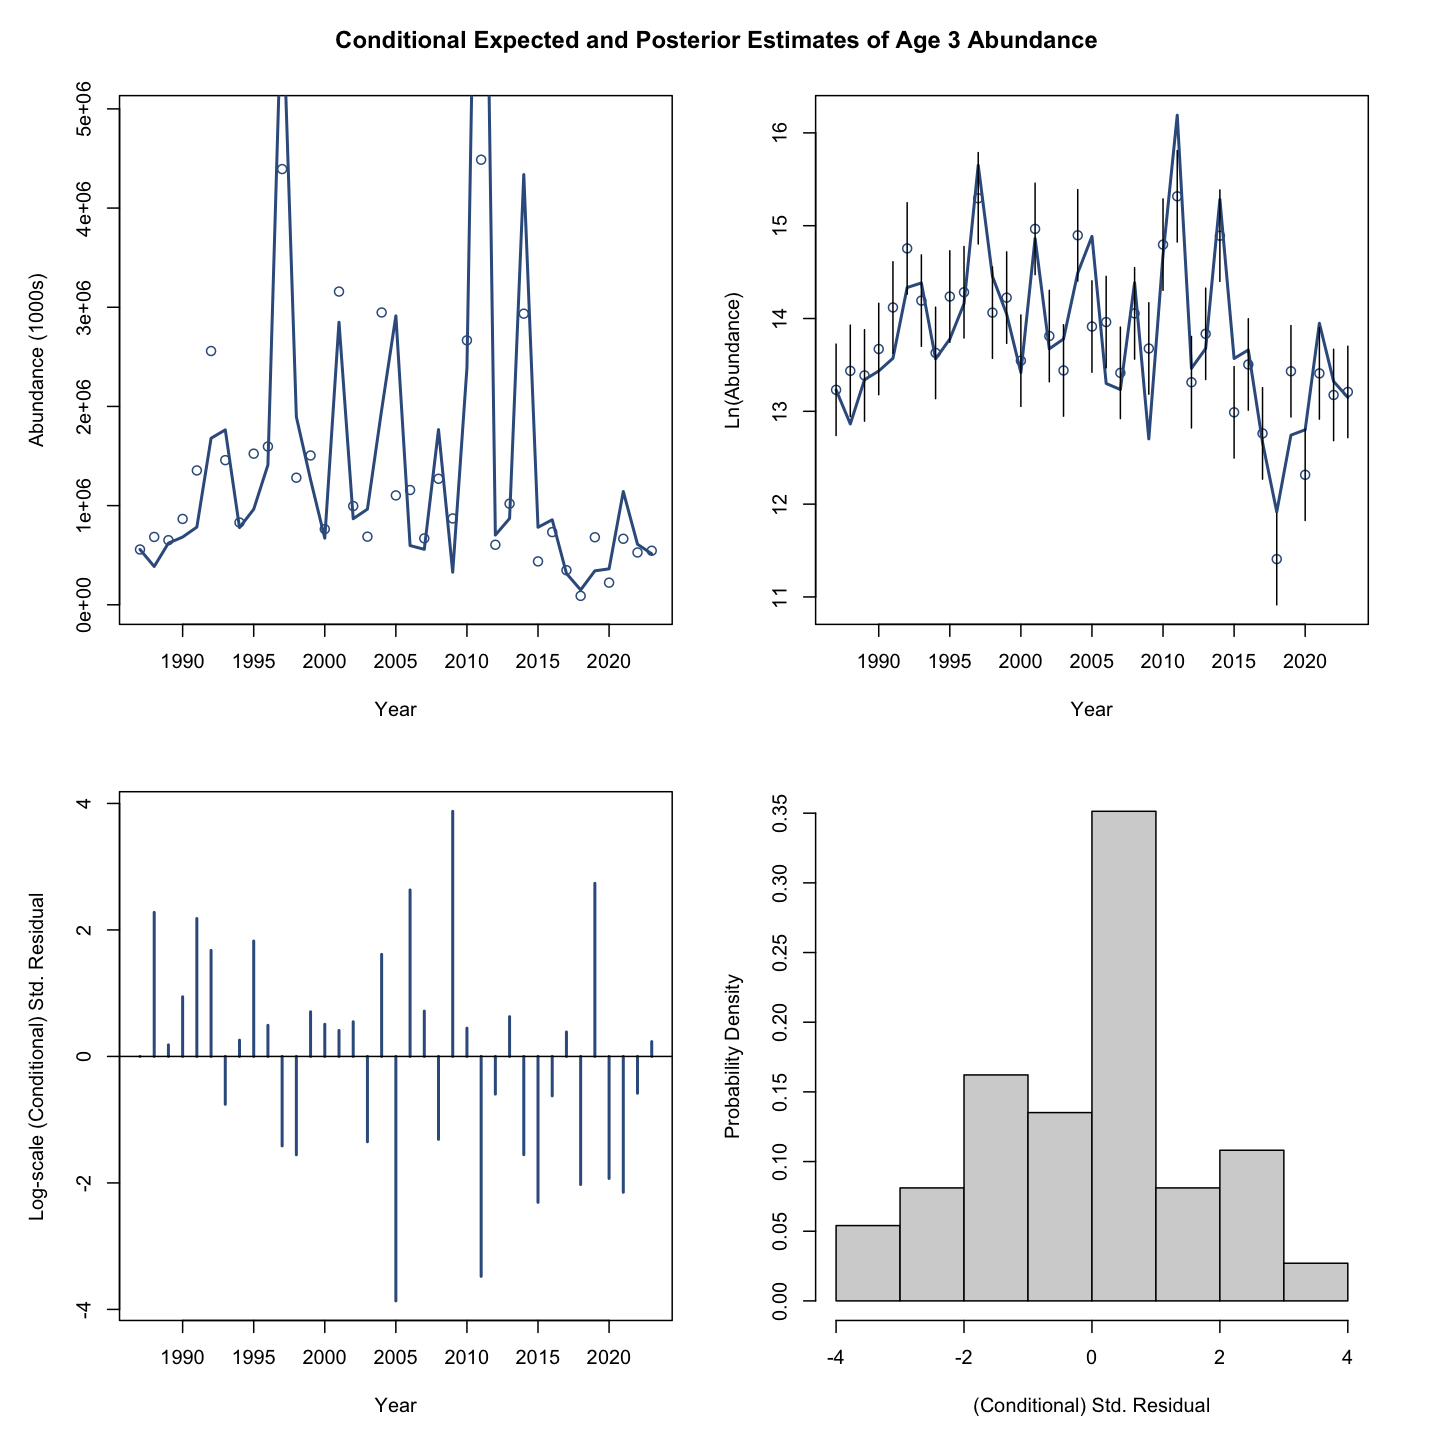 Conditional Expected and Posterior Estimates of Age 3 Abundance
Abundance (1000s)
5e+06
4e+06
3e+06
2e+06
1e+06
0e+00
1990 1995 2000 2005 2010 2015 2020
Year
Ln(Abundance)
16
15
14
13
12
11
1990 1995 2000 2005 2010 2015 2020
Year
Log-scale (Conditional) Std. Residual
4
2
0
-2
-4
1990 1995 2000 2005 2010 2015 2020
Year
Probability Density
0.35
0.30
0.25
0.20
0.15
0.10
0.05
0.00
-4 -2 0 2 4
(Conditional) Std. Residual